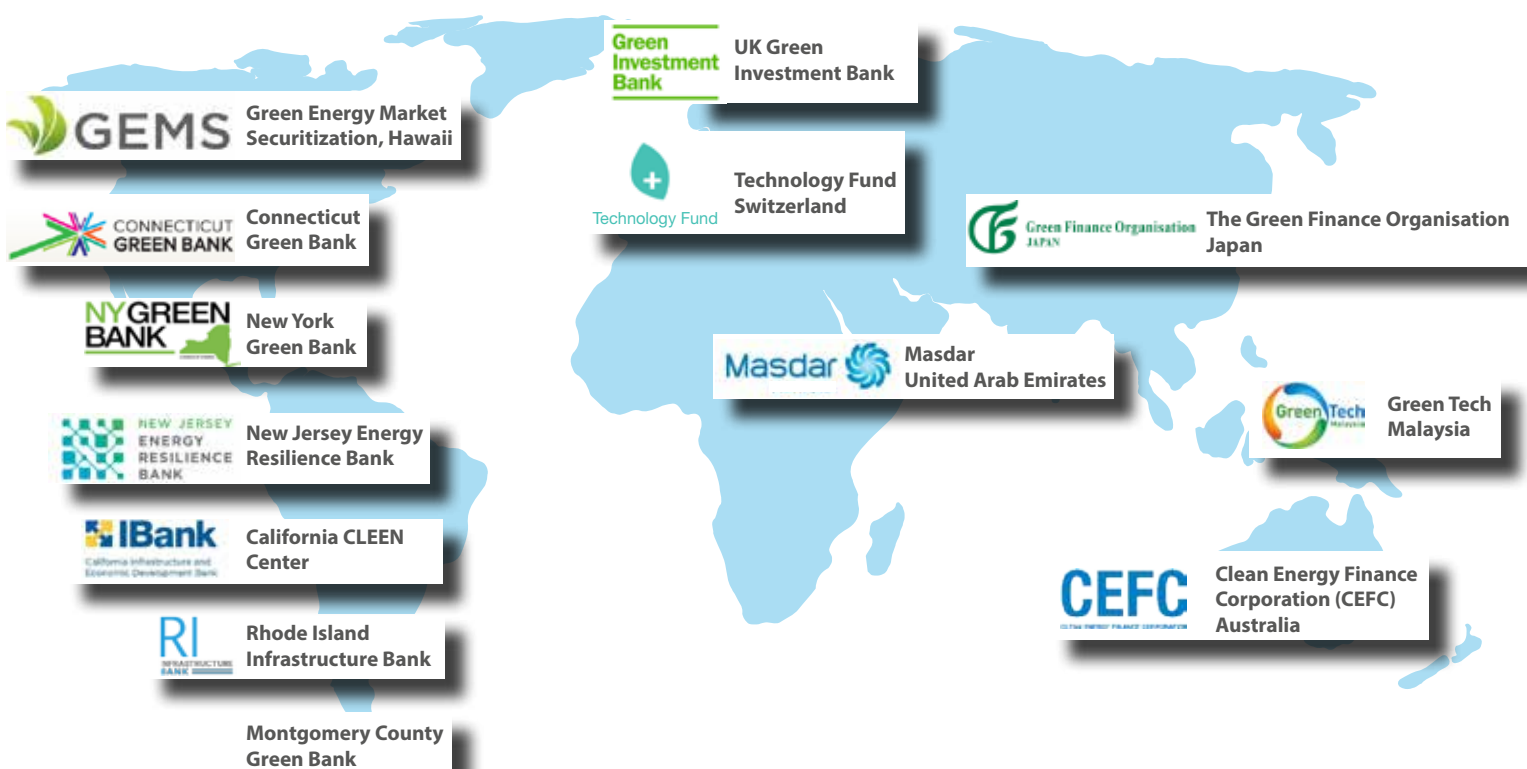 Green
Investment
Bank
UK Green
Investment Bank
GEMS
Green Energy Market
Securitization, Hawaii
Technology Fund
Technology Fund
Switzerland
CONNECTICUT
GREEN BANK
Connecticut
Green Bank
Green Finance Organisation
JAPAN
The Green Finance Organisation
Japan
NYGREEN
BANK
New York
Green Bank
Masdar
Masdar
United Arab Emirates
GreenTech
Malaysia
Green Tech
Malaysia
NEW JERSEY
ENERGY
RESILIENCE
BANK
New Jersey Energy
Resilience Bank
IBank
California Infrastructure and
Economic Development Bank
California CLEEN
Center
CEFC
CLEAN ENERGY FINANCE CORPORATION
Clean Energy Finance
Corporation (CEFC)
Australia
RI
INFRASTRUCTURE
BANK
Rhode Island
Infrastructure Bank
Montgomery County
Green Bank